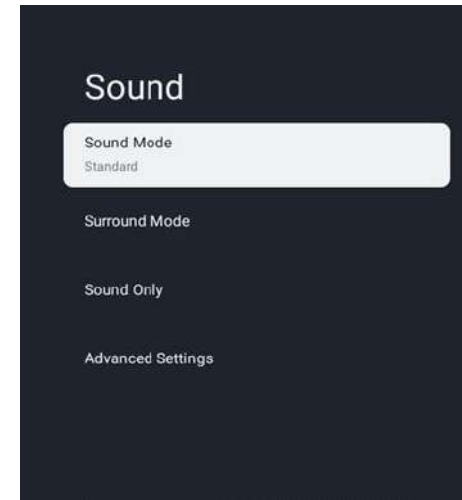 Sound
Sound Mode
Standard
Surround Mode
Sound Only
Advanced Settings